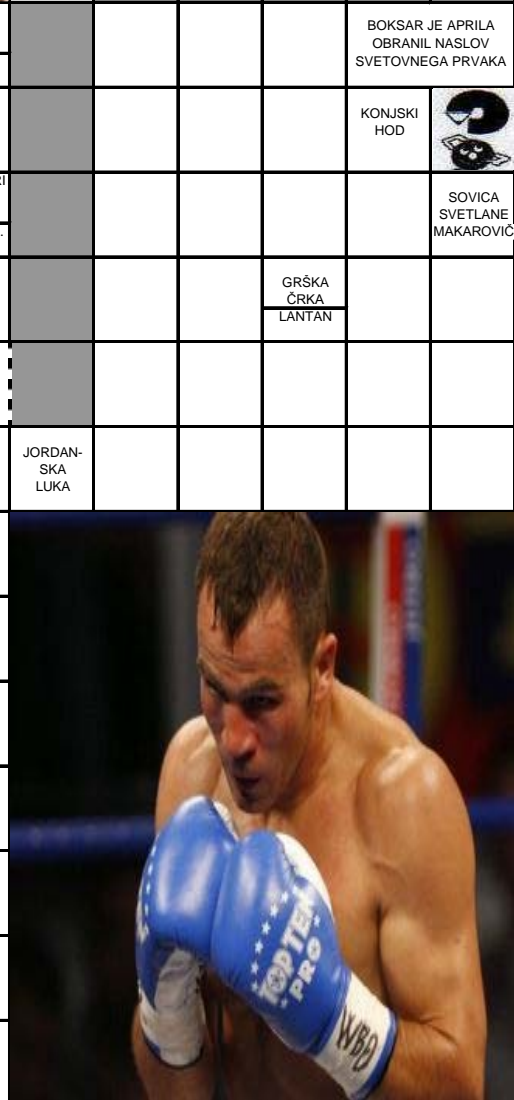 BOKSAR JE APRILA
OBRANIL NASLOV
SVETOVNEGA PRVAKA
KONJSKI
HOD
SOVICA
SVETLANE
MAKAROVIČ
GRŠKA
ČRKA
LANTAN
JORDAN-
SKA
LUKA
TOP TEN
PRO
WBO